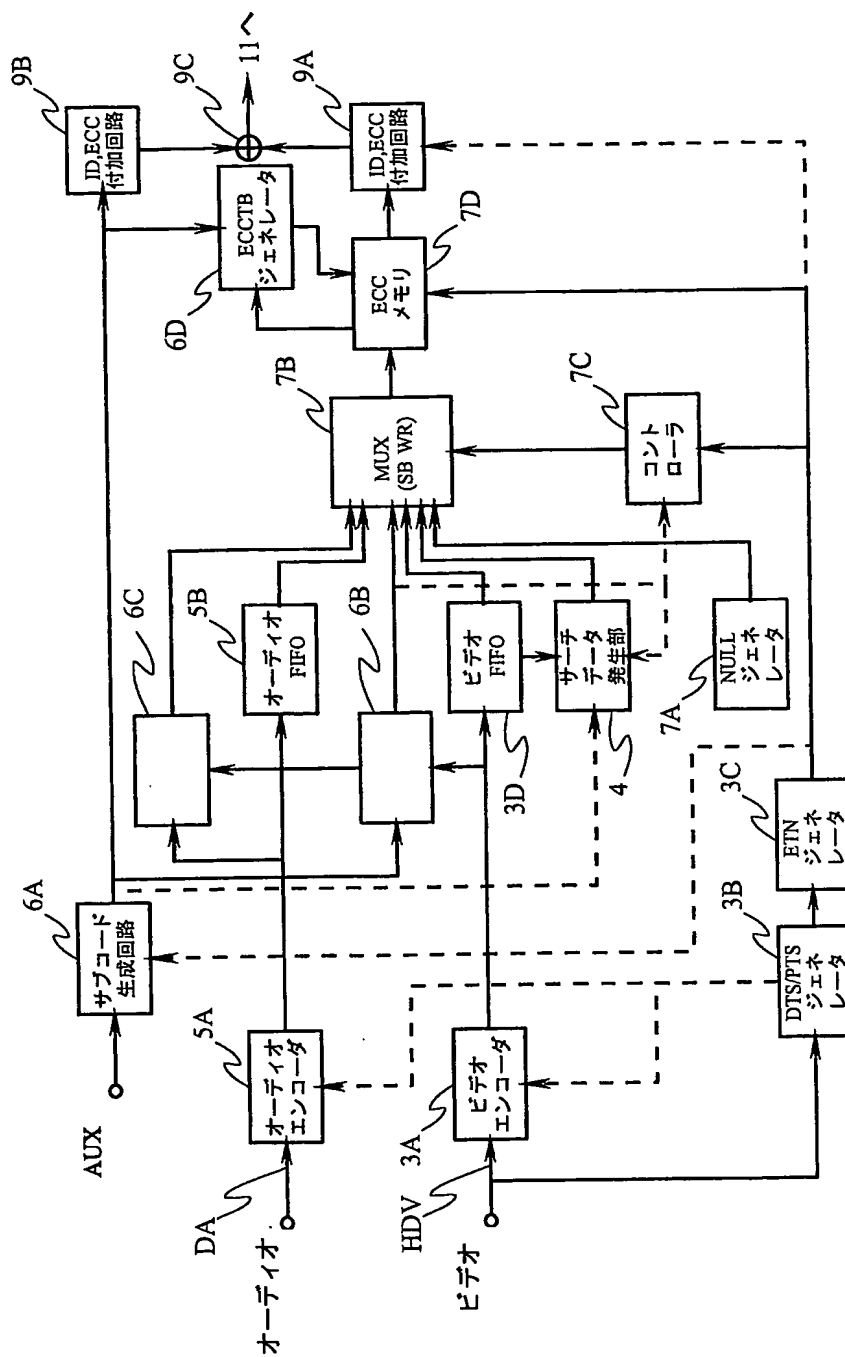 AUX
6A
サブコード
生成回路
オーディオ
DA
5A
オーディオ
エンコーダ
ビデオ
HDV
3A
ビデオ
エンコーダ
3B
DTS/PTS
ジェネ
レータ
3C
ETN
ジェネ
レータ
6C
5B
オーディオ
FIFO
6B
3D
ビデオ
FIFO
4
サーチ
データ
発生部
7A
NULL
ジェネ
レータ
7B
MUX
(SB WR)
7C
コント
ローラ
6D
ECCTB
ジェネレータ
7D
ECC
メモリ
9B
ID,ECC
付加回路
9C
11へ
9A
ID,ECC
付加回路